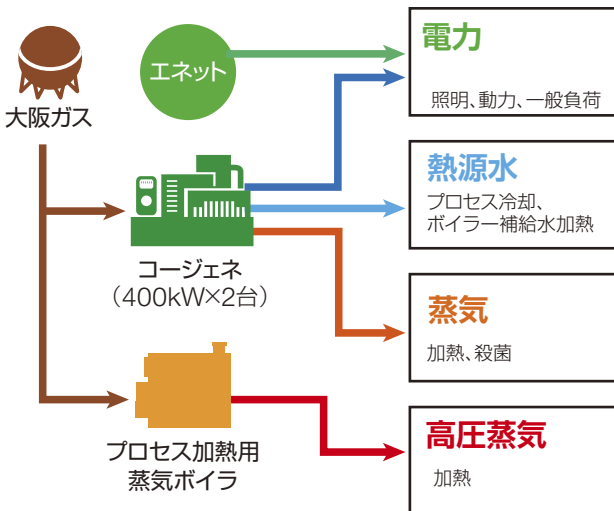 大阪ガス
エネット
コージェネ
（400kW×2台）
プロセス加熱用
蒸気ボイラ
電力
照明、動力、一般負荷
熱源水
プロセス冷却、
ボイラー補給水加熱
蒸気
加熱、殺菌
高圧蒸気
加熱